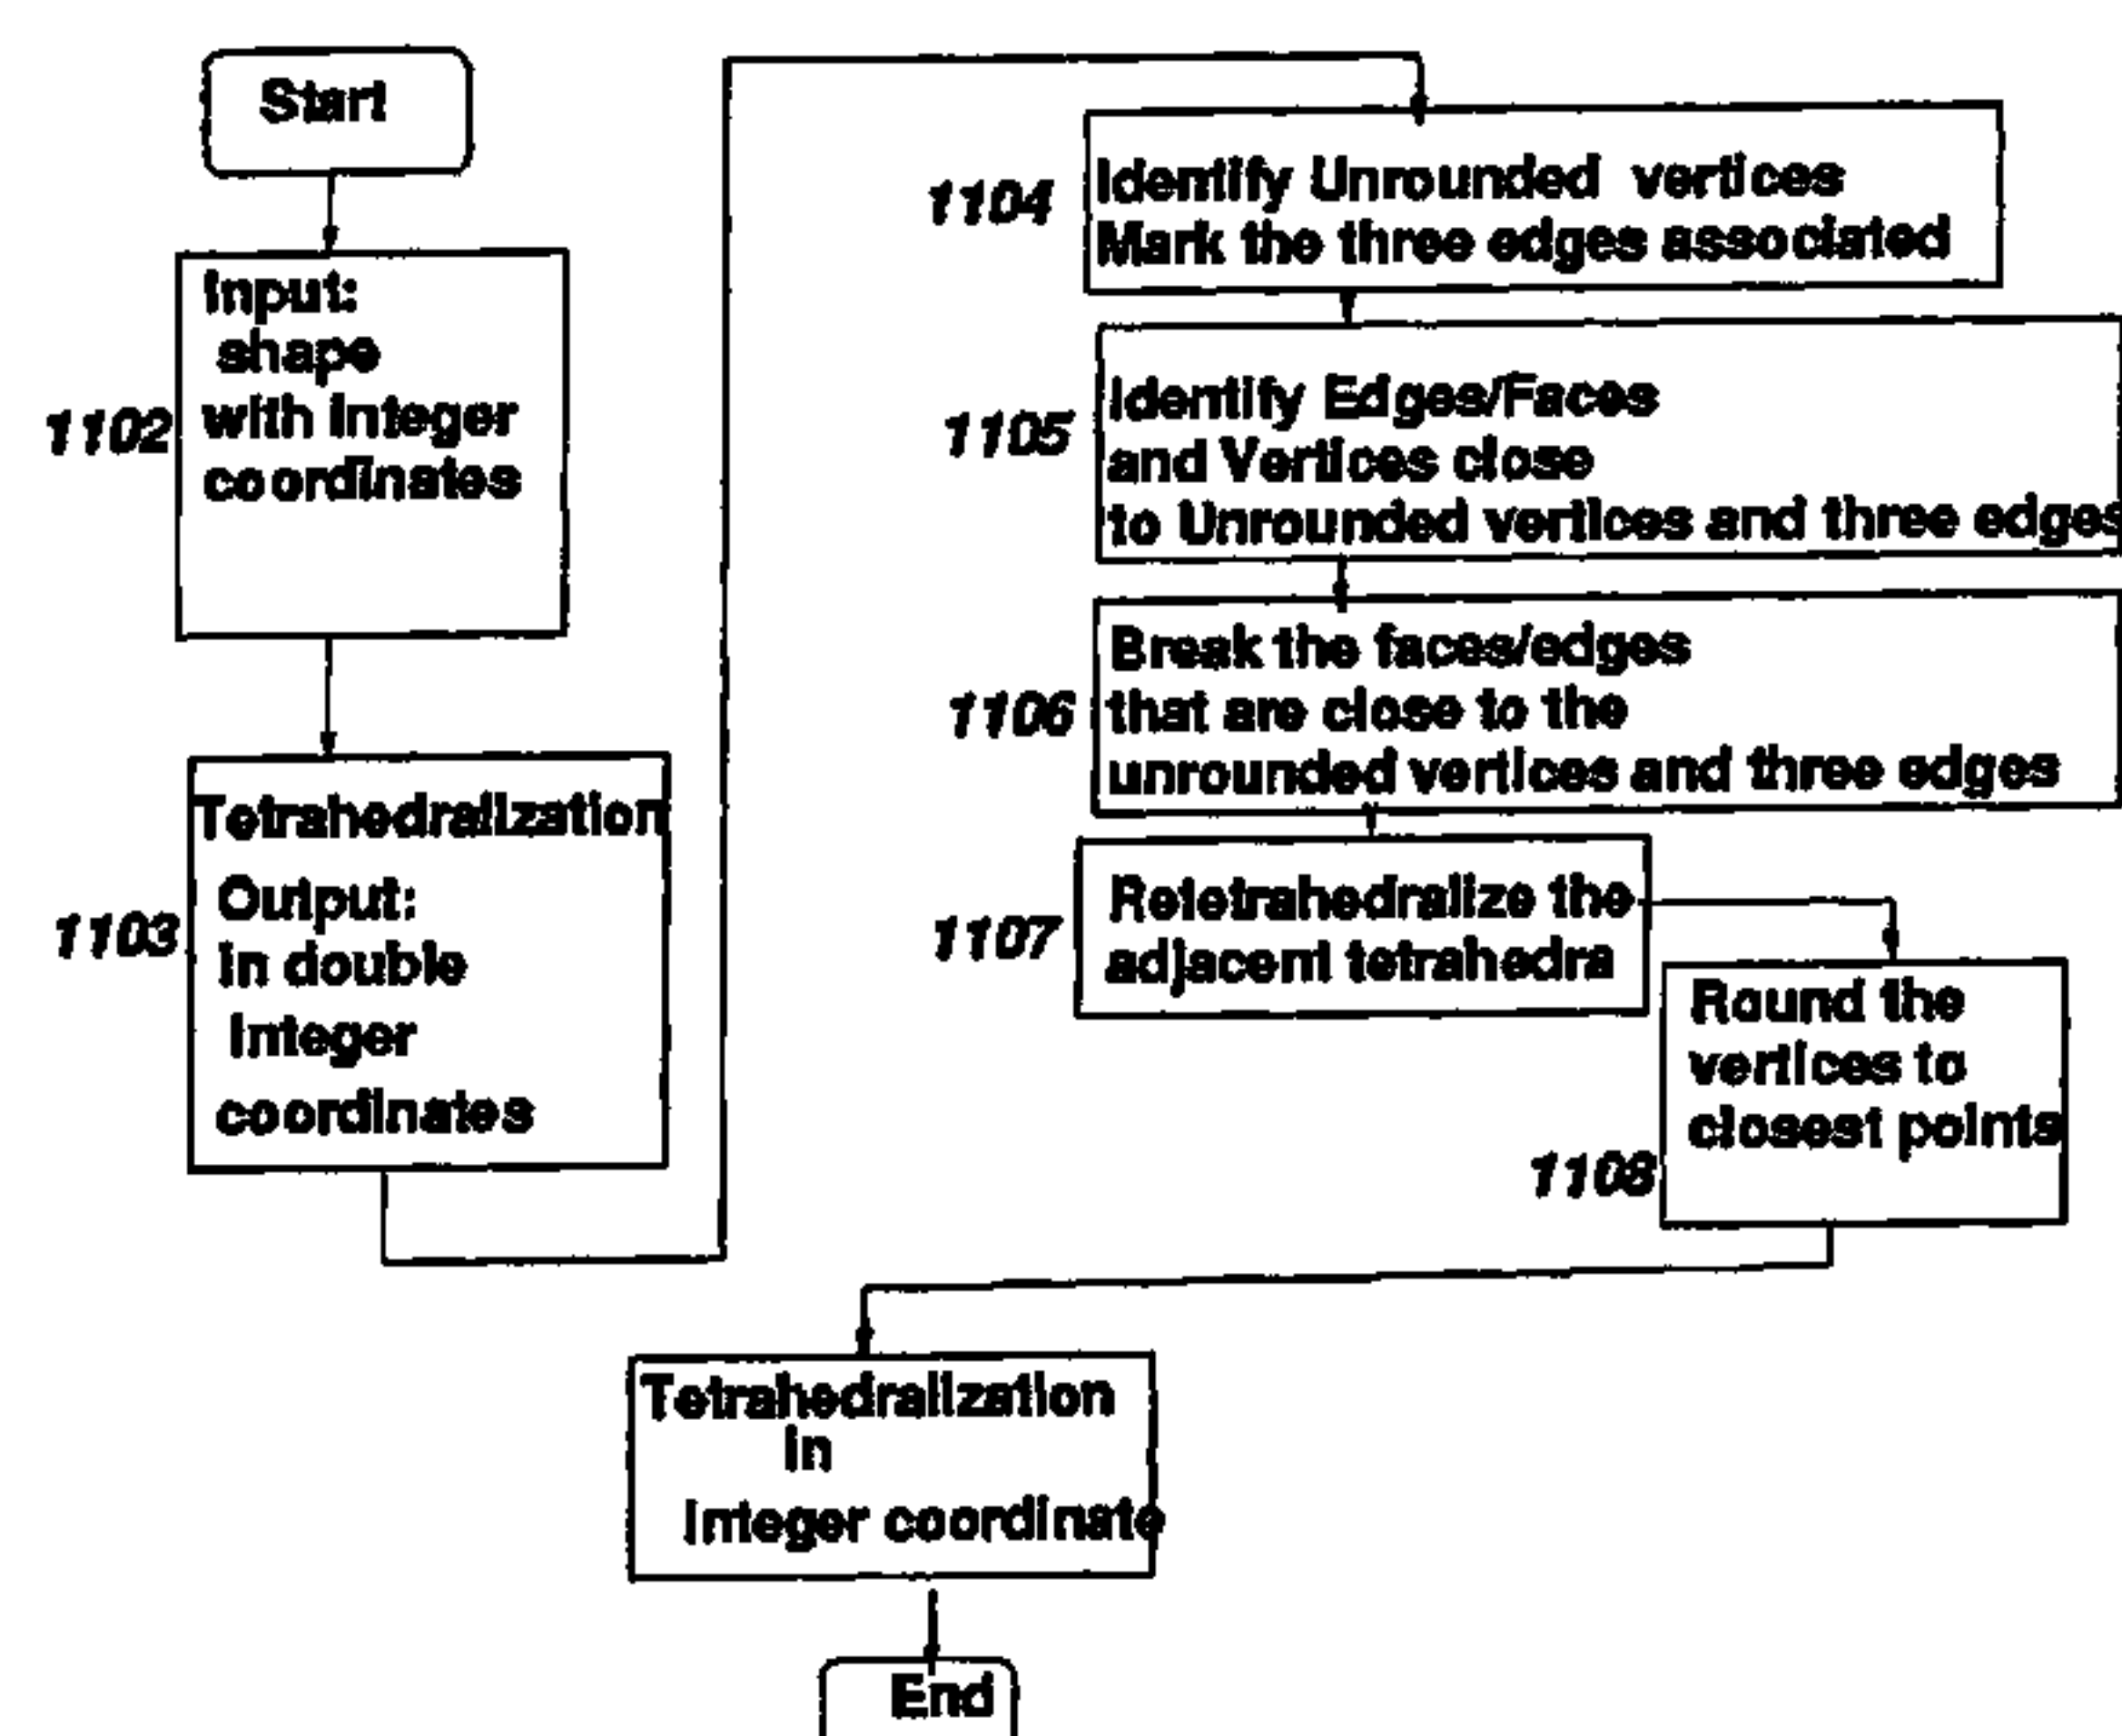 Start
1102
Input:
shape
with integer
coordinates
1103
Tetrahedralization
Output:
in double
Integer
coordinates
1104
Identify Unrounded vertices
Mark the three edges associated
1105
Identify Edges/Faces
and Vertices close
to Unrounded vertices and three edges
1106
Break the faces/edges
that are close to the
unrounded vertices and three edges
1107
Retetrahedralize the
adjacent tetrahedra
1108
Round the
vertices to
closest points
Tetrahedralization
in
Integer coordinate
End